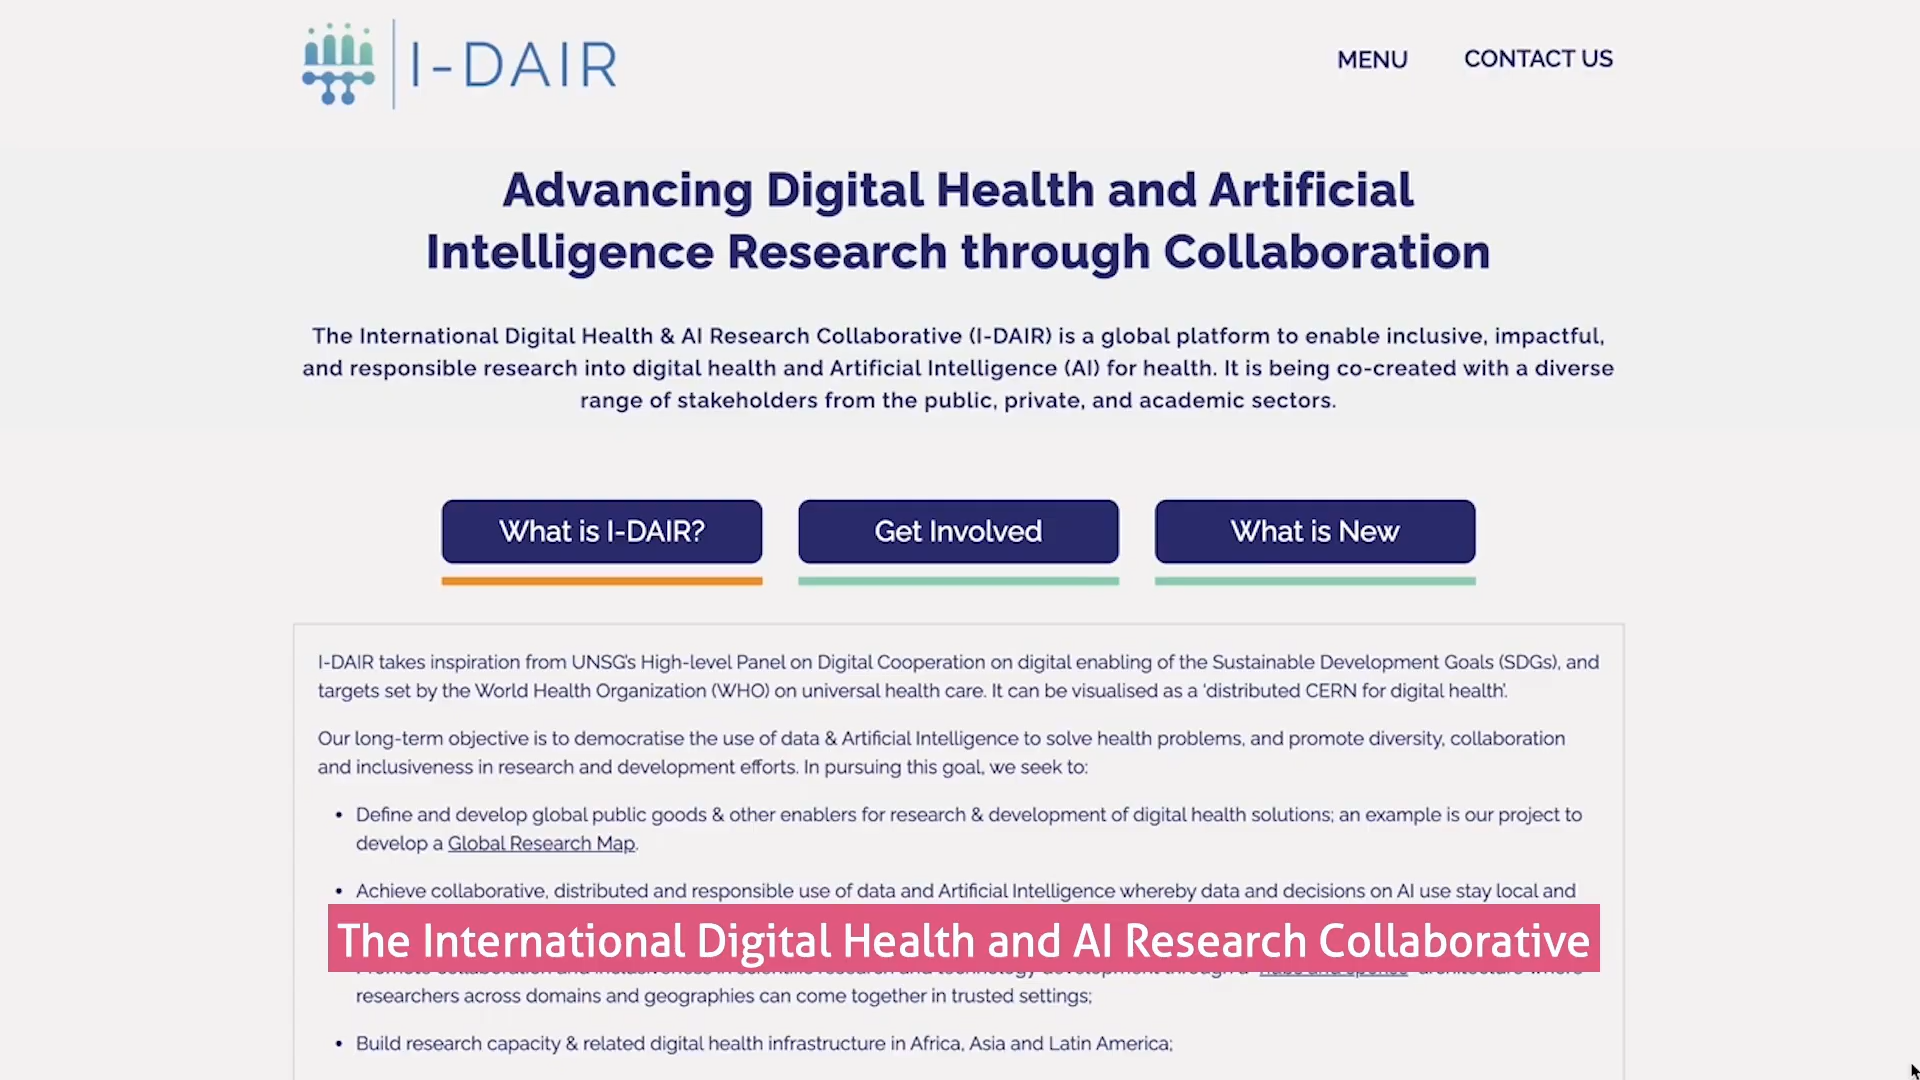 I-DAIR
MENU
CONTACT US
Advancing Digital Health and Artificial
Intelligence Research through Collaboration
The International Digital Health & AI Research Collaborative (I-DAIR) is a global platform to enable inclusive, impactful,
and responsible research into digital health and Artificial Intelligence (AI) for health. It is being co-created with a diverse
range of stakeholders from the public, private, and academic sectors.
What is I-DAIR?
Get Involved
What is New
I-DAIR takes inspiration from UNSG's High-level Panel on Digital Cooperation on digital enabling of the Sustainable Development Goals (SDGs), and
targets set by the World Health Organization (WHO) on universal health care. It can be visualised as a 'distributed CERN for digital health'.
Our long-term objective is to democratise the use of data & Artificial Intelligence to solve health problems, and promote diversity, collaboration
and inclusiveness in research and development efforts. In pursuing this goal, we seek to:
• Define and develop global public goods & other enablers for research & development of digital health solutions; an example is our project to
develop a Global Research Map.
• Achieve collaborative, distributed and responsible use of data and Artificial Intelligence whereby data and decisions on AI use stay local and
The International Digital Health and AI Research Collaborative
researchers across domains and geographies can come together in trusted settings;
• Build research capacity & related digital health infrastructure in Africa, Asia and Latin America;